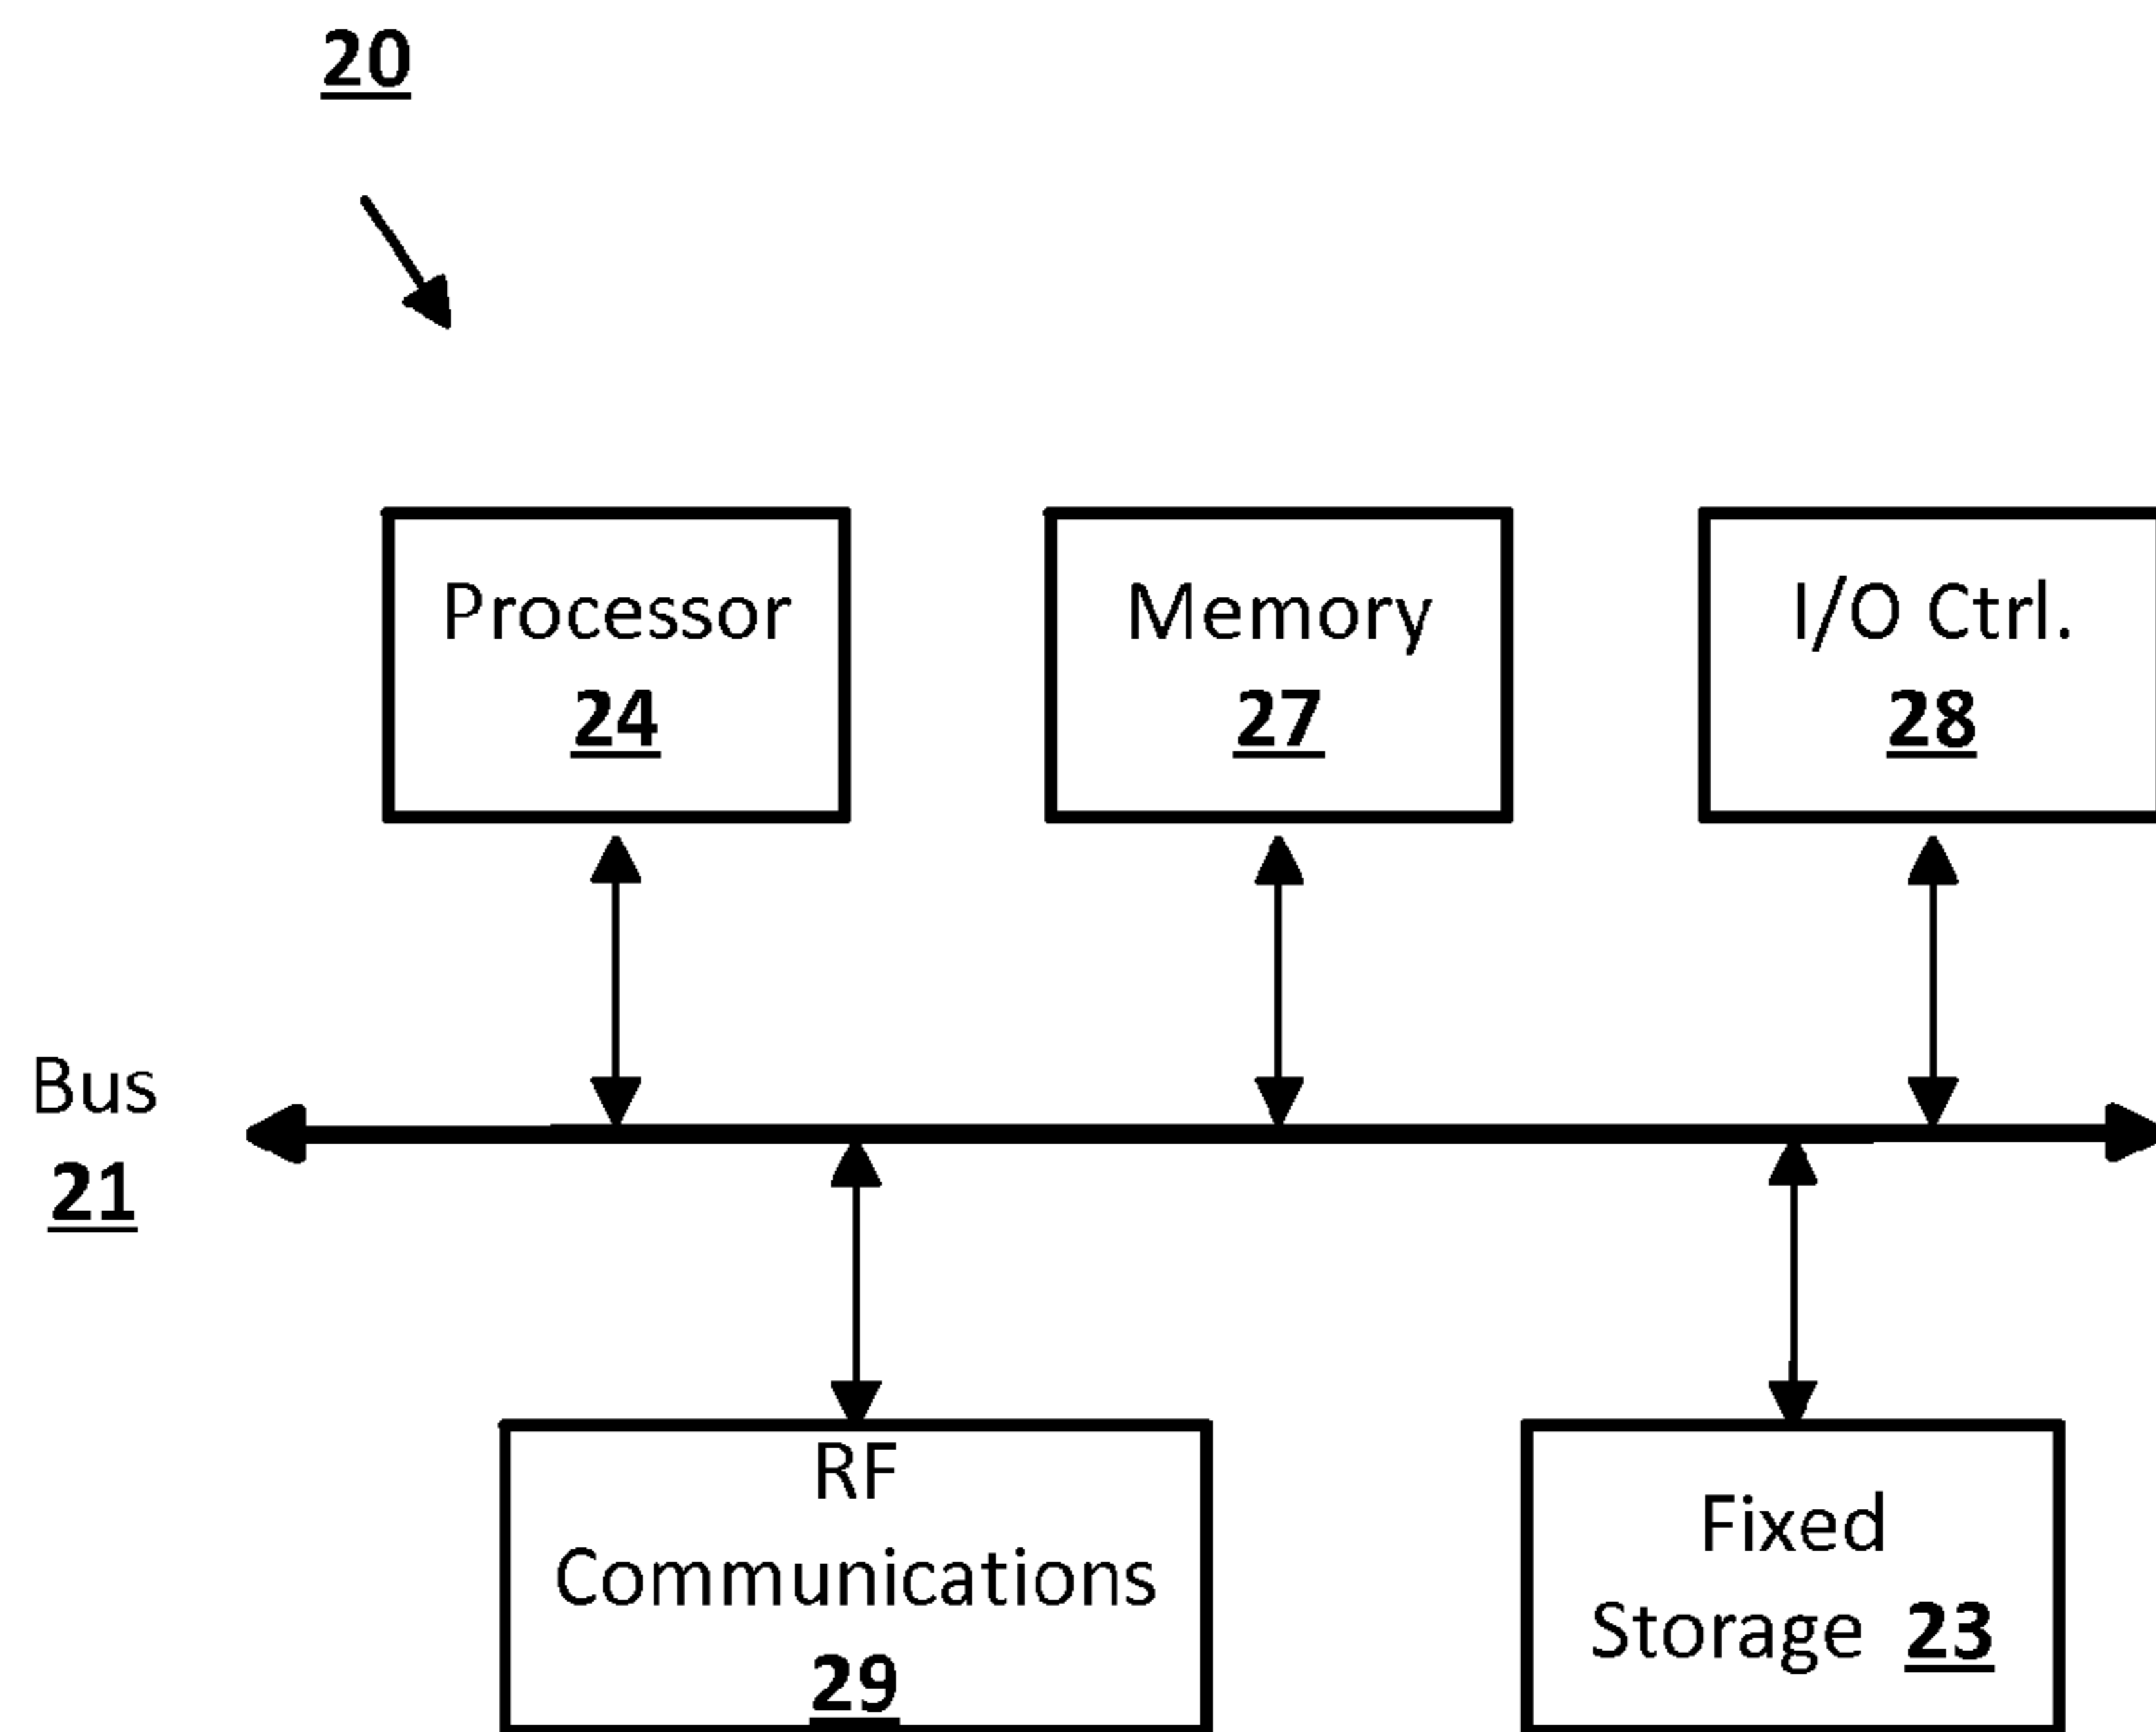 20
Processor
24
Memory
27
I/O Ctrl.
28
Bus
21
RF
Communications
29
Fixed
Storage 23